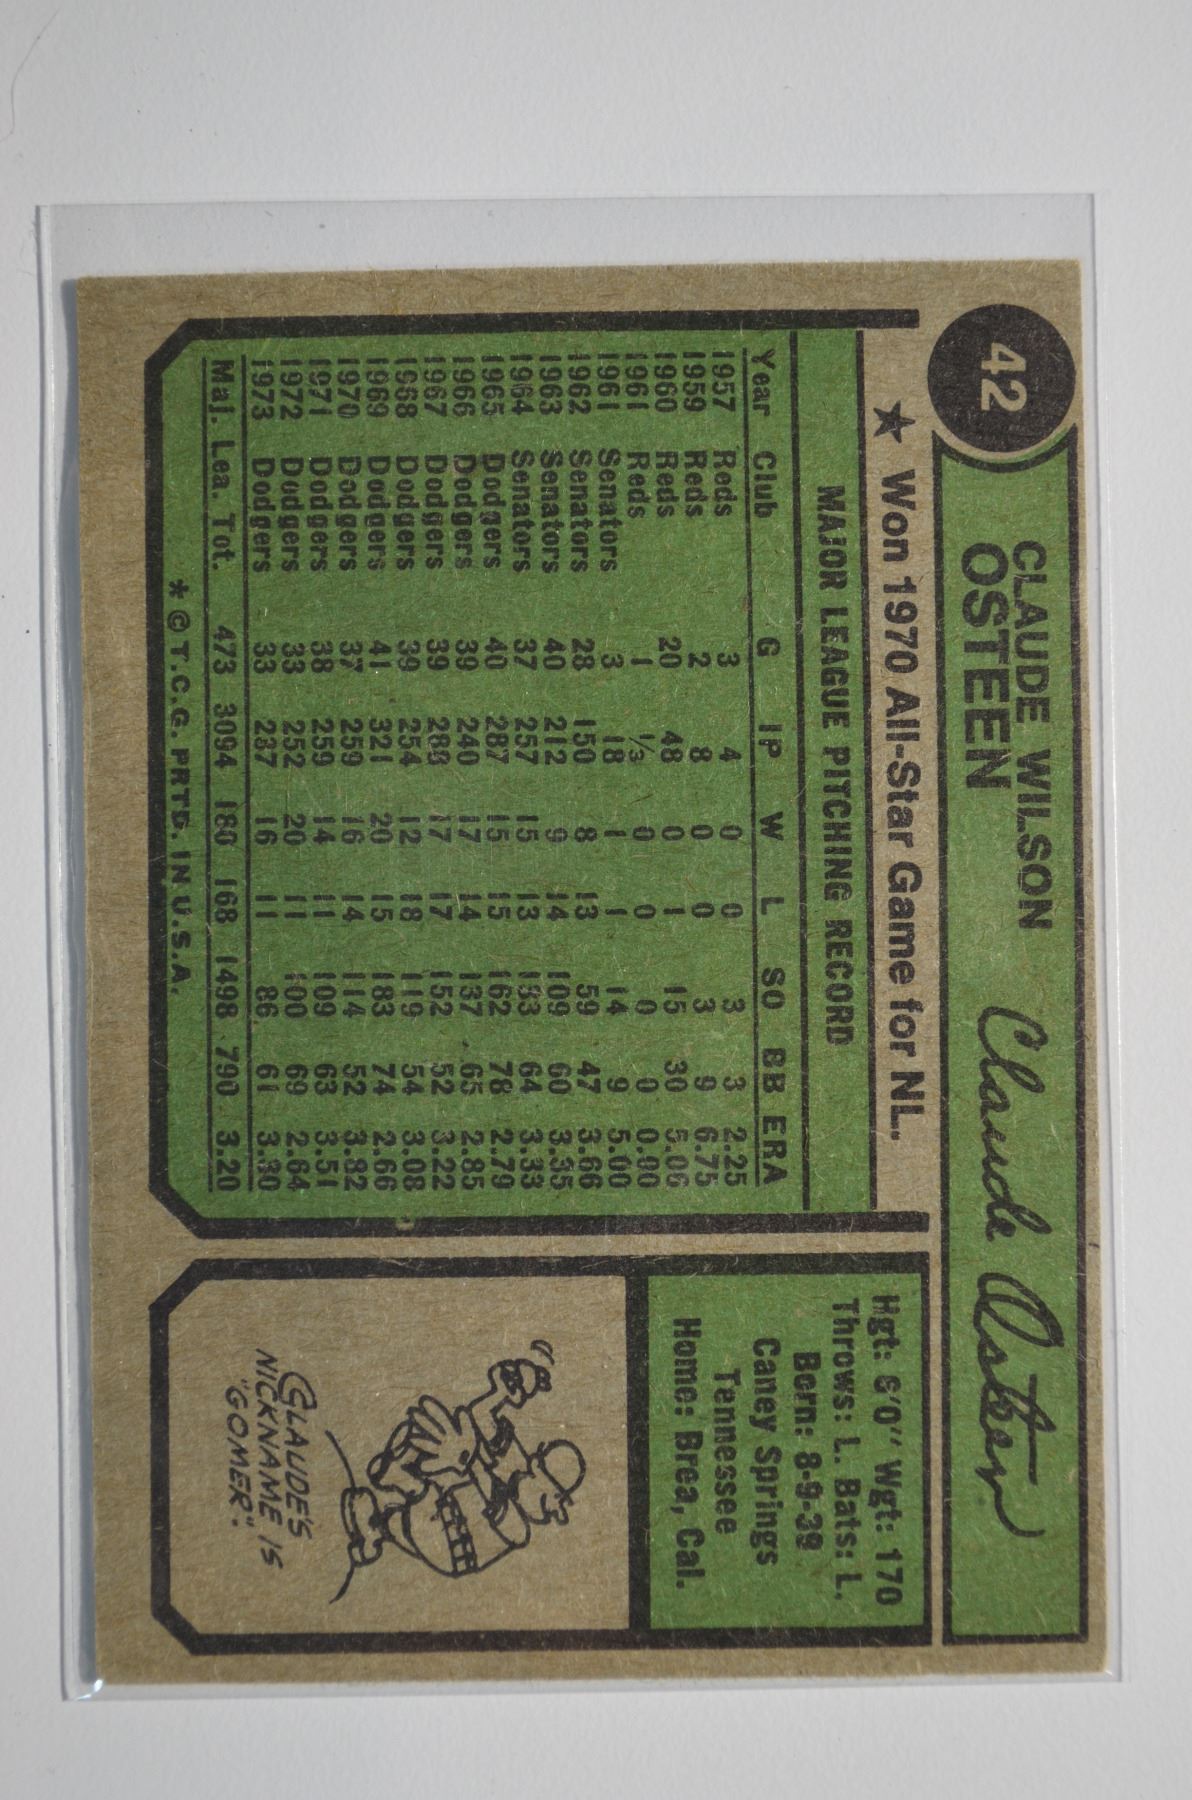 42
CLAUDE WILSON
OSTEEN
Claude Osteen
★ Won 1970 All-Star Game for NL.
MAJOR LEAGUE PITCHING RECORD
Year Club G IP W L SO BB ERA
1957 Reds 3 4 0 0 3 3 2.25
1959 Reds 2 8 0 0 3 9 6.75
1960 Reds 20 48 0 1 15 30 5.06
1961 Reds 1 1/3 0 0 0 0 0.00
1961 Senators 3 18 1 1 14 9 5.00
1962 Senators 28 150 8 13 59 47 3.66
1963 Senators 40 212 9 14 109 60 3.35
1964 Senators 37 257 15 13 133 64 3.33
1965 Dodgers 40 287 15 15 162 78 2.79
1966 Dodgers 39 240 17 14 137 65 2.85
1967 Dodgers 39 288 17 17 152 52 3.22
1968 Dodgers 39 254 12 18 119 54 3.08
1969 Dodgers 41 321 20 15 183 74 2.66
1970 Dodgers 37 259 16 14 114 52 3.82
1971 Dodgers 38 259 14 11 109 63 3.51
1972 Dodgers 33 252 20 11 100 69 2.64
1973 Dodgers 33 237 16 11 86 61 3.30
Maj. Lea. Tot. 473 3094 180 168 1498 790 3.20
* © T.C.G. PRTD. IN U.S.A.
Hgt: 6'0" Wgt: 170
Throws: L. Bats: L.
Born: 8-9-39
Caney Springs
Tennessee
Home: Brea, Cal.
CLAUDE'S
NICKNAME IS
"GOMER".